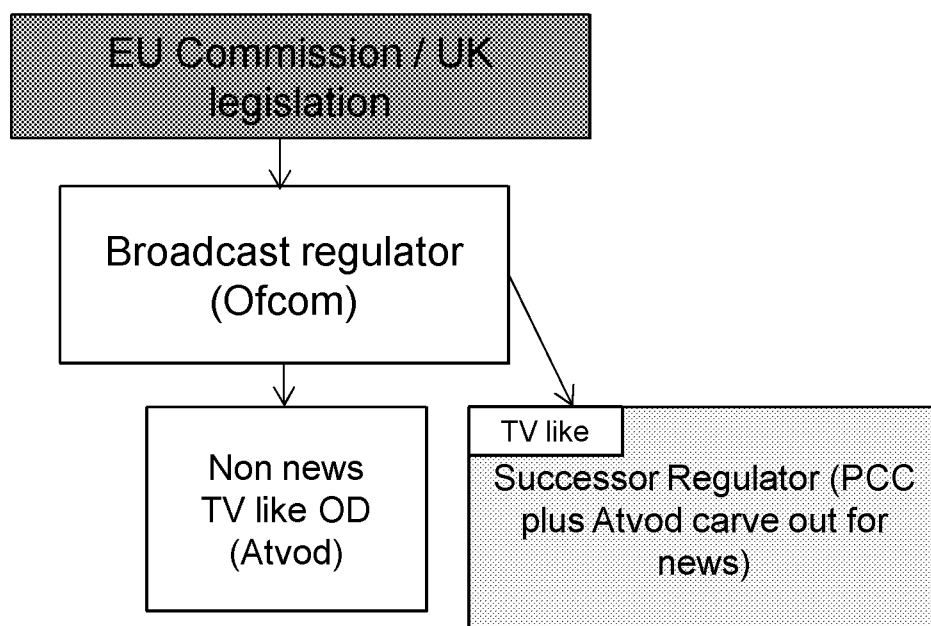 EU Commission / UK
legislation
Broadcast regulator
(Ofcom)
Non news
TV like OD
(Atvod)
TV like
Successor Regulator (PCC
plus Atvod carve out for
news)